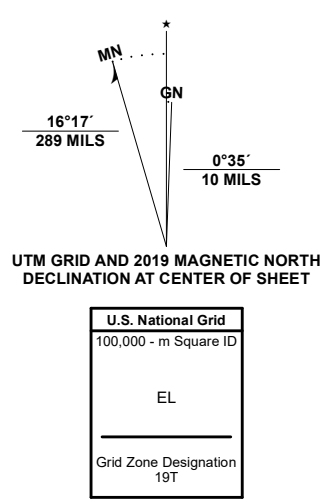 ★
MN
GN
16°17´
289 MILS
0°35´
10 MILS
UTM GRID AND 2019 MAGNETIC NORTH
DECLINATION AT CENTER OF SHEET
U.S. National Grid
100,000 - m Square ID
EL
Grid Zone Designation
19T